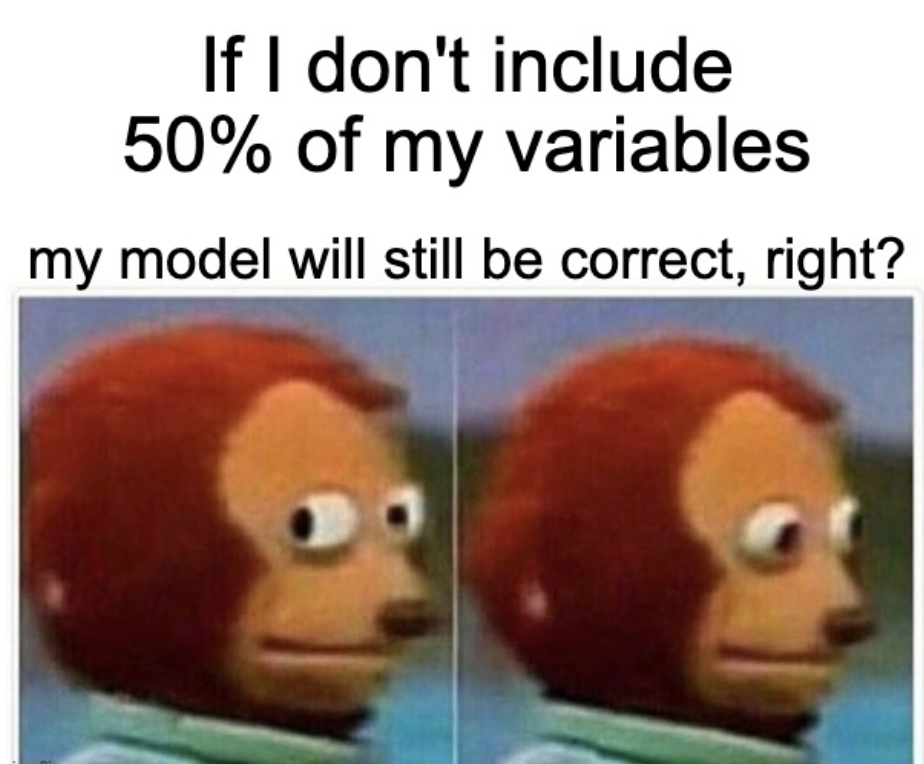 If I don't include
50% of my variables
my model will still be correct, right?